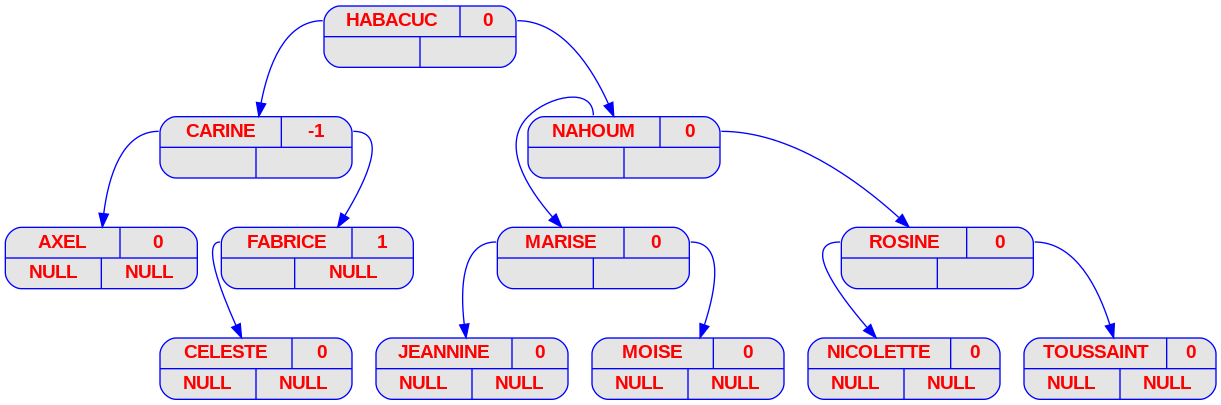 HABACUC 0
CARINE -1
NAHOUM 0
AXEL 0
FABRICE 1
MARISE 0
ROSINE 0
NULL NULL
NULL
CELESTE 0
JEANNINE 0
MOISE 0
NICOLETTE 0
TOUSSAINT 0
NULL NULL
NULL NULL
NULL NULL
NULL NULL
NULL NULL